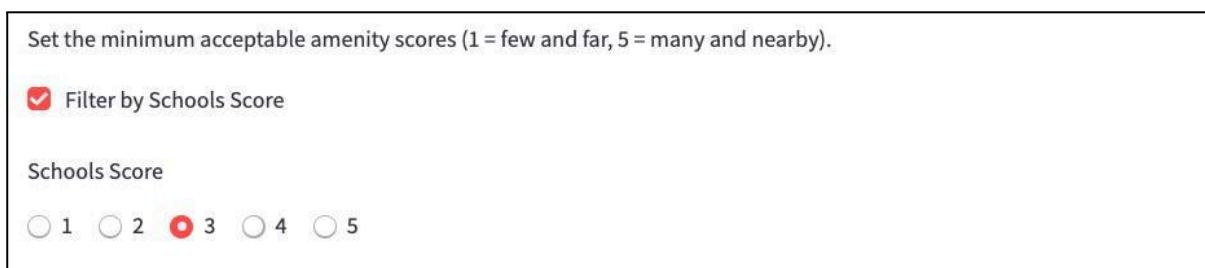 Set the minimum acceptable amenity scores (1 = few and far, 5 = many and nearby).
Filter by Schools Score
Schools Score
1 2 3 4 5